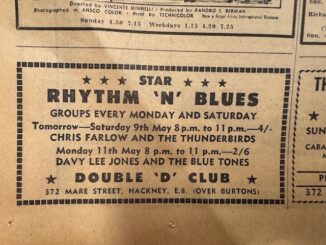 Directed by VINCENTE MINNELLI • Produced by PANDRO S. BERMAN
Photographed in ANSCO COLOR • Print by TECHNICOLOR
Sunday 4.30 7.15 Weekdays 1.15 4.20 7.25
STAR
RHYTHM 'N' BLUES
GROUPS EVERY MONDAY AND SATURDAY
Tomorrow—Saturday 9th May 8 p.m. to 11 p.m.—4/-
CHRIS FARLOW AND THE THUNDERBIRDS
Monday 11th May 8 p.m. to 11 p.m.—2/6
DAVY LEE JONES AND THE BLUE TONES
DOUBLE 'D' CLUB
372 MARE STREET, HACKNEY, E.8. (OVER BURTONS)